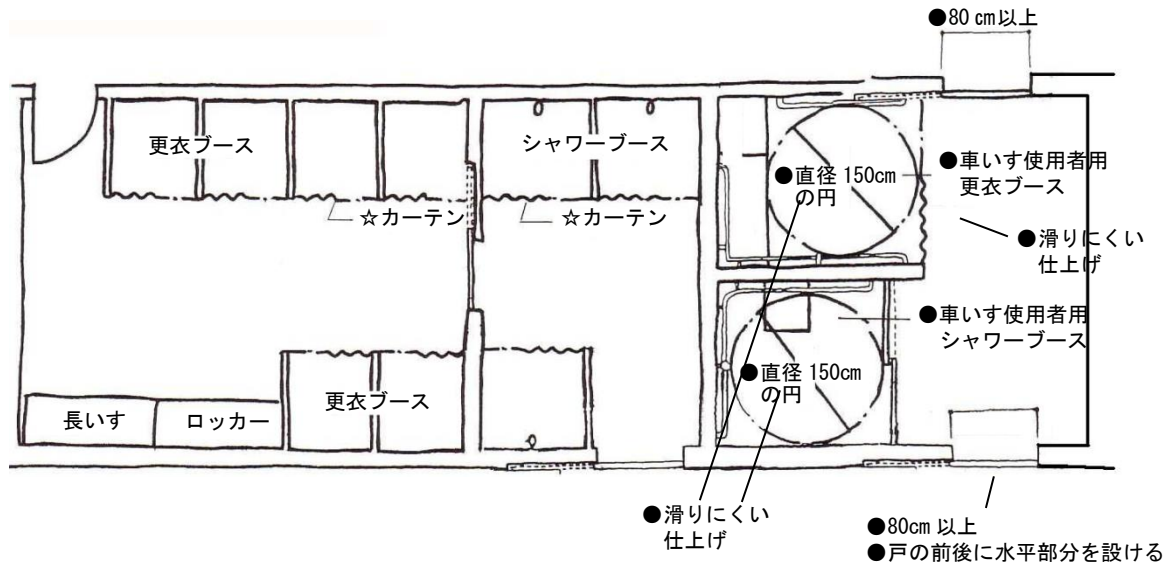 ●80 cm以上
更衣ブース
シャワーブース
☆カーテン
☆カーテン
●直径 150cm
の円
●車いす使用者用
更衣ブース
●滑りにくい
仕上げ
●車いす使用者用
シャワーブース
●直径 150cm
の円
更衣ブース
長いす
ロッカー
●滑りにくい
仕上げ
●80cm 以上
●戸の前後に水平部分を設ける